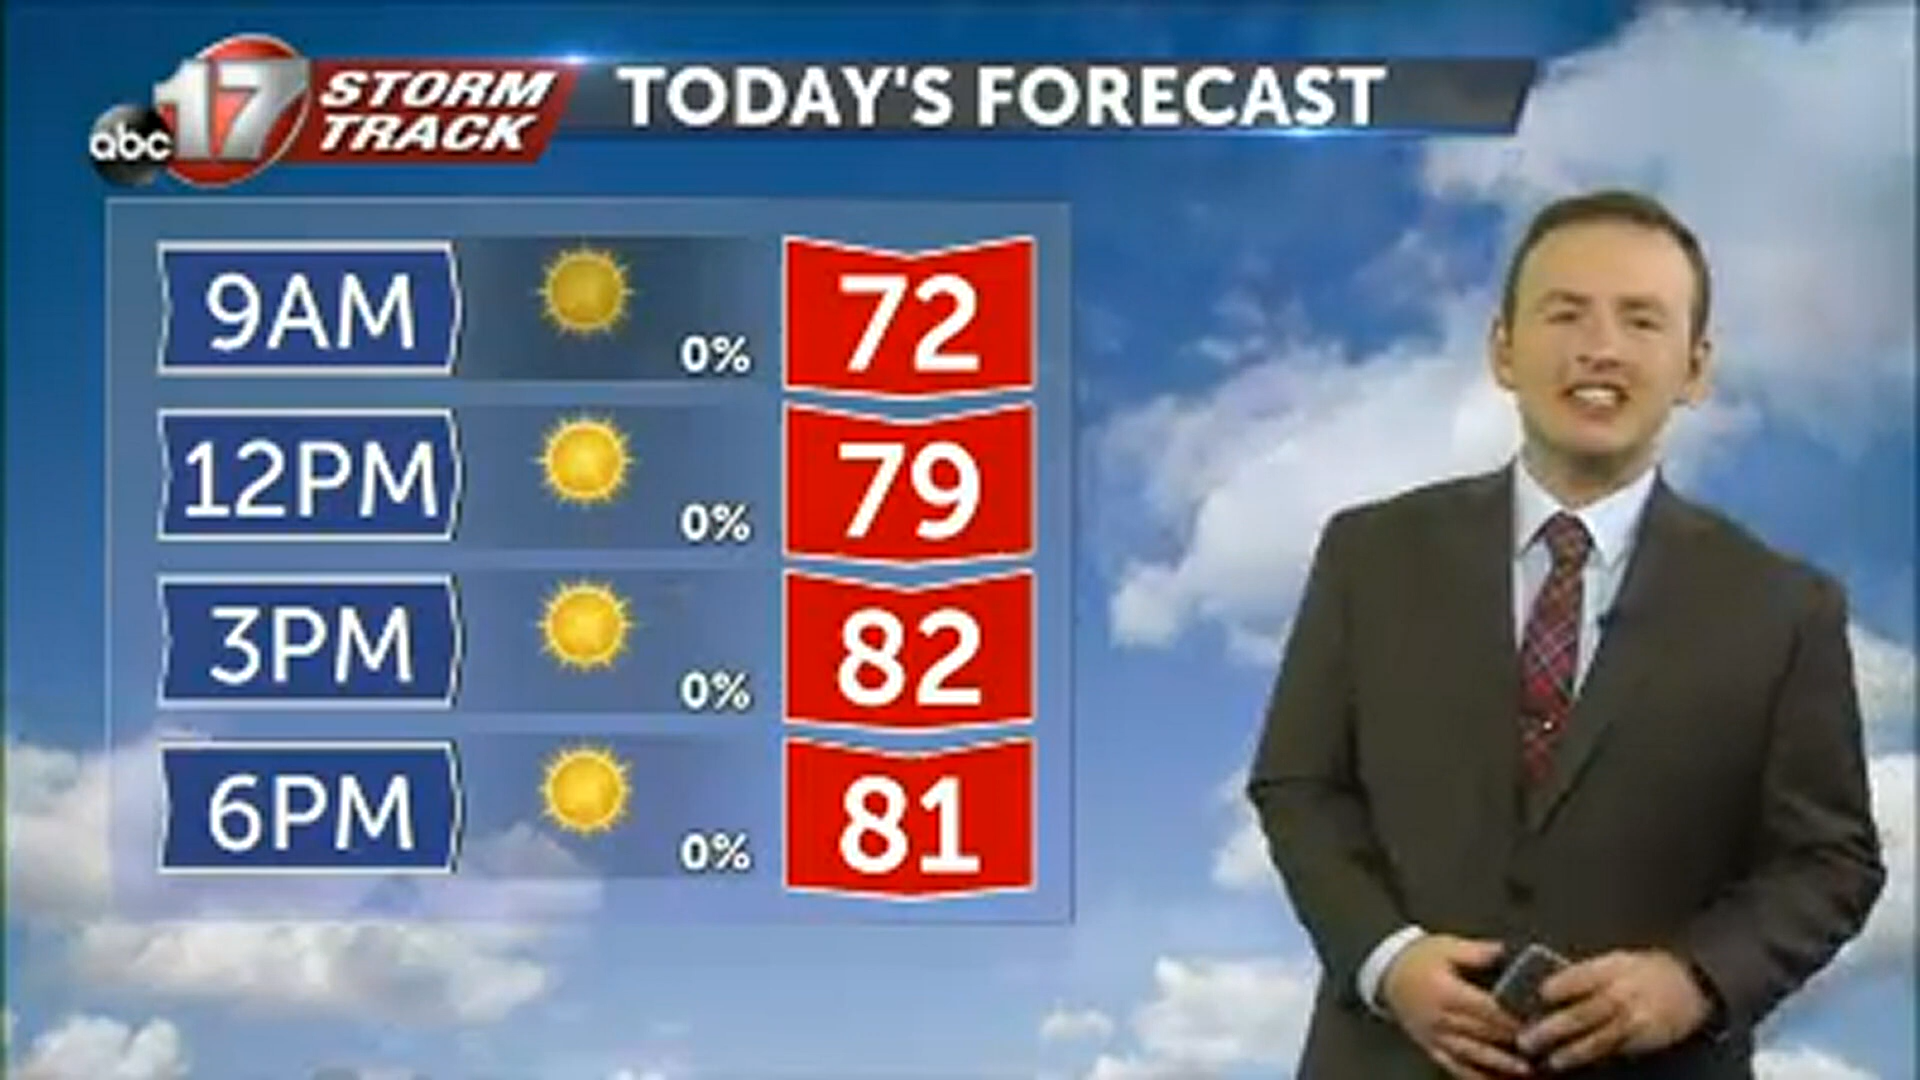 abc 17 STORM TRACK
TODAY'S FORECAST
9AM 0% 72
12PM 0% 79
3PM 0% 82
6PM 0% 81